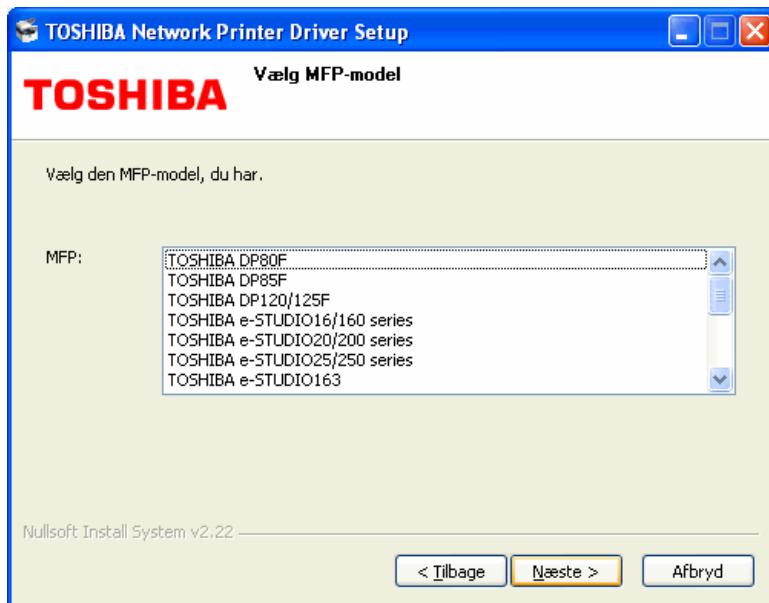 TOSHIBA Network Printer Driver Setup
TOSHIBA
Vælg MFP-model
Vælg den MFP-model, du har.
MFP:
TOSHIBA DP80F
TOSHIBA DP85F
TOSHIBA DP120/125F
TOSHIBA e-STUDIO16/160 series
TOSHIBA e-STUDIO20/200 series
TOSHIBA e-STUDIO25/250 series
TOSHIBA e-STUDIO163
Nullsoft Install System v2.22
< Tilbage
Næste >
Afbryd